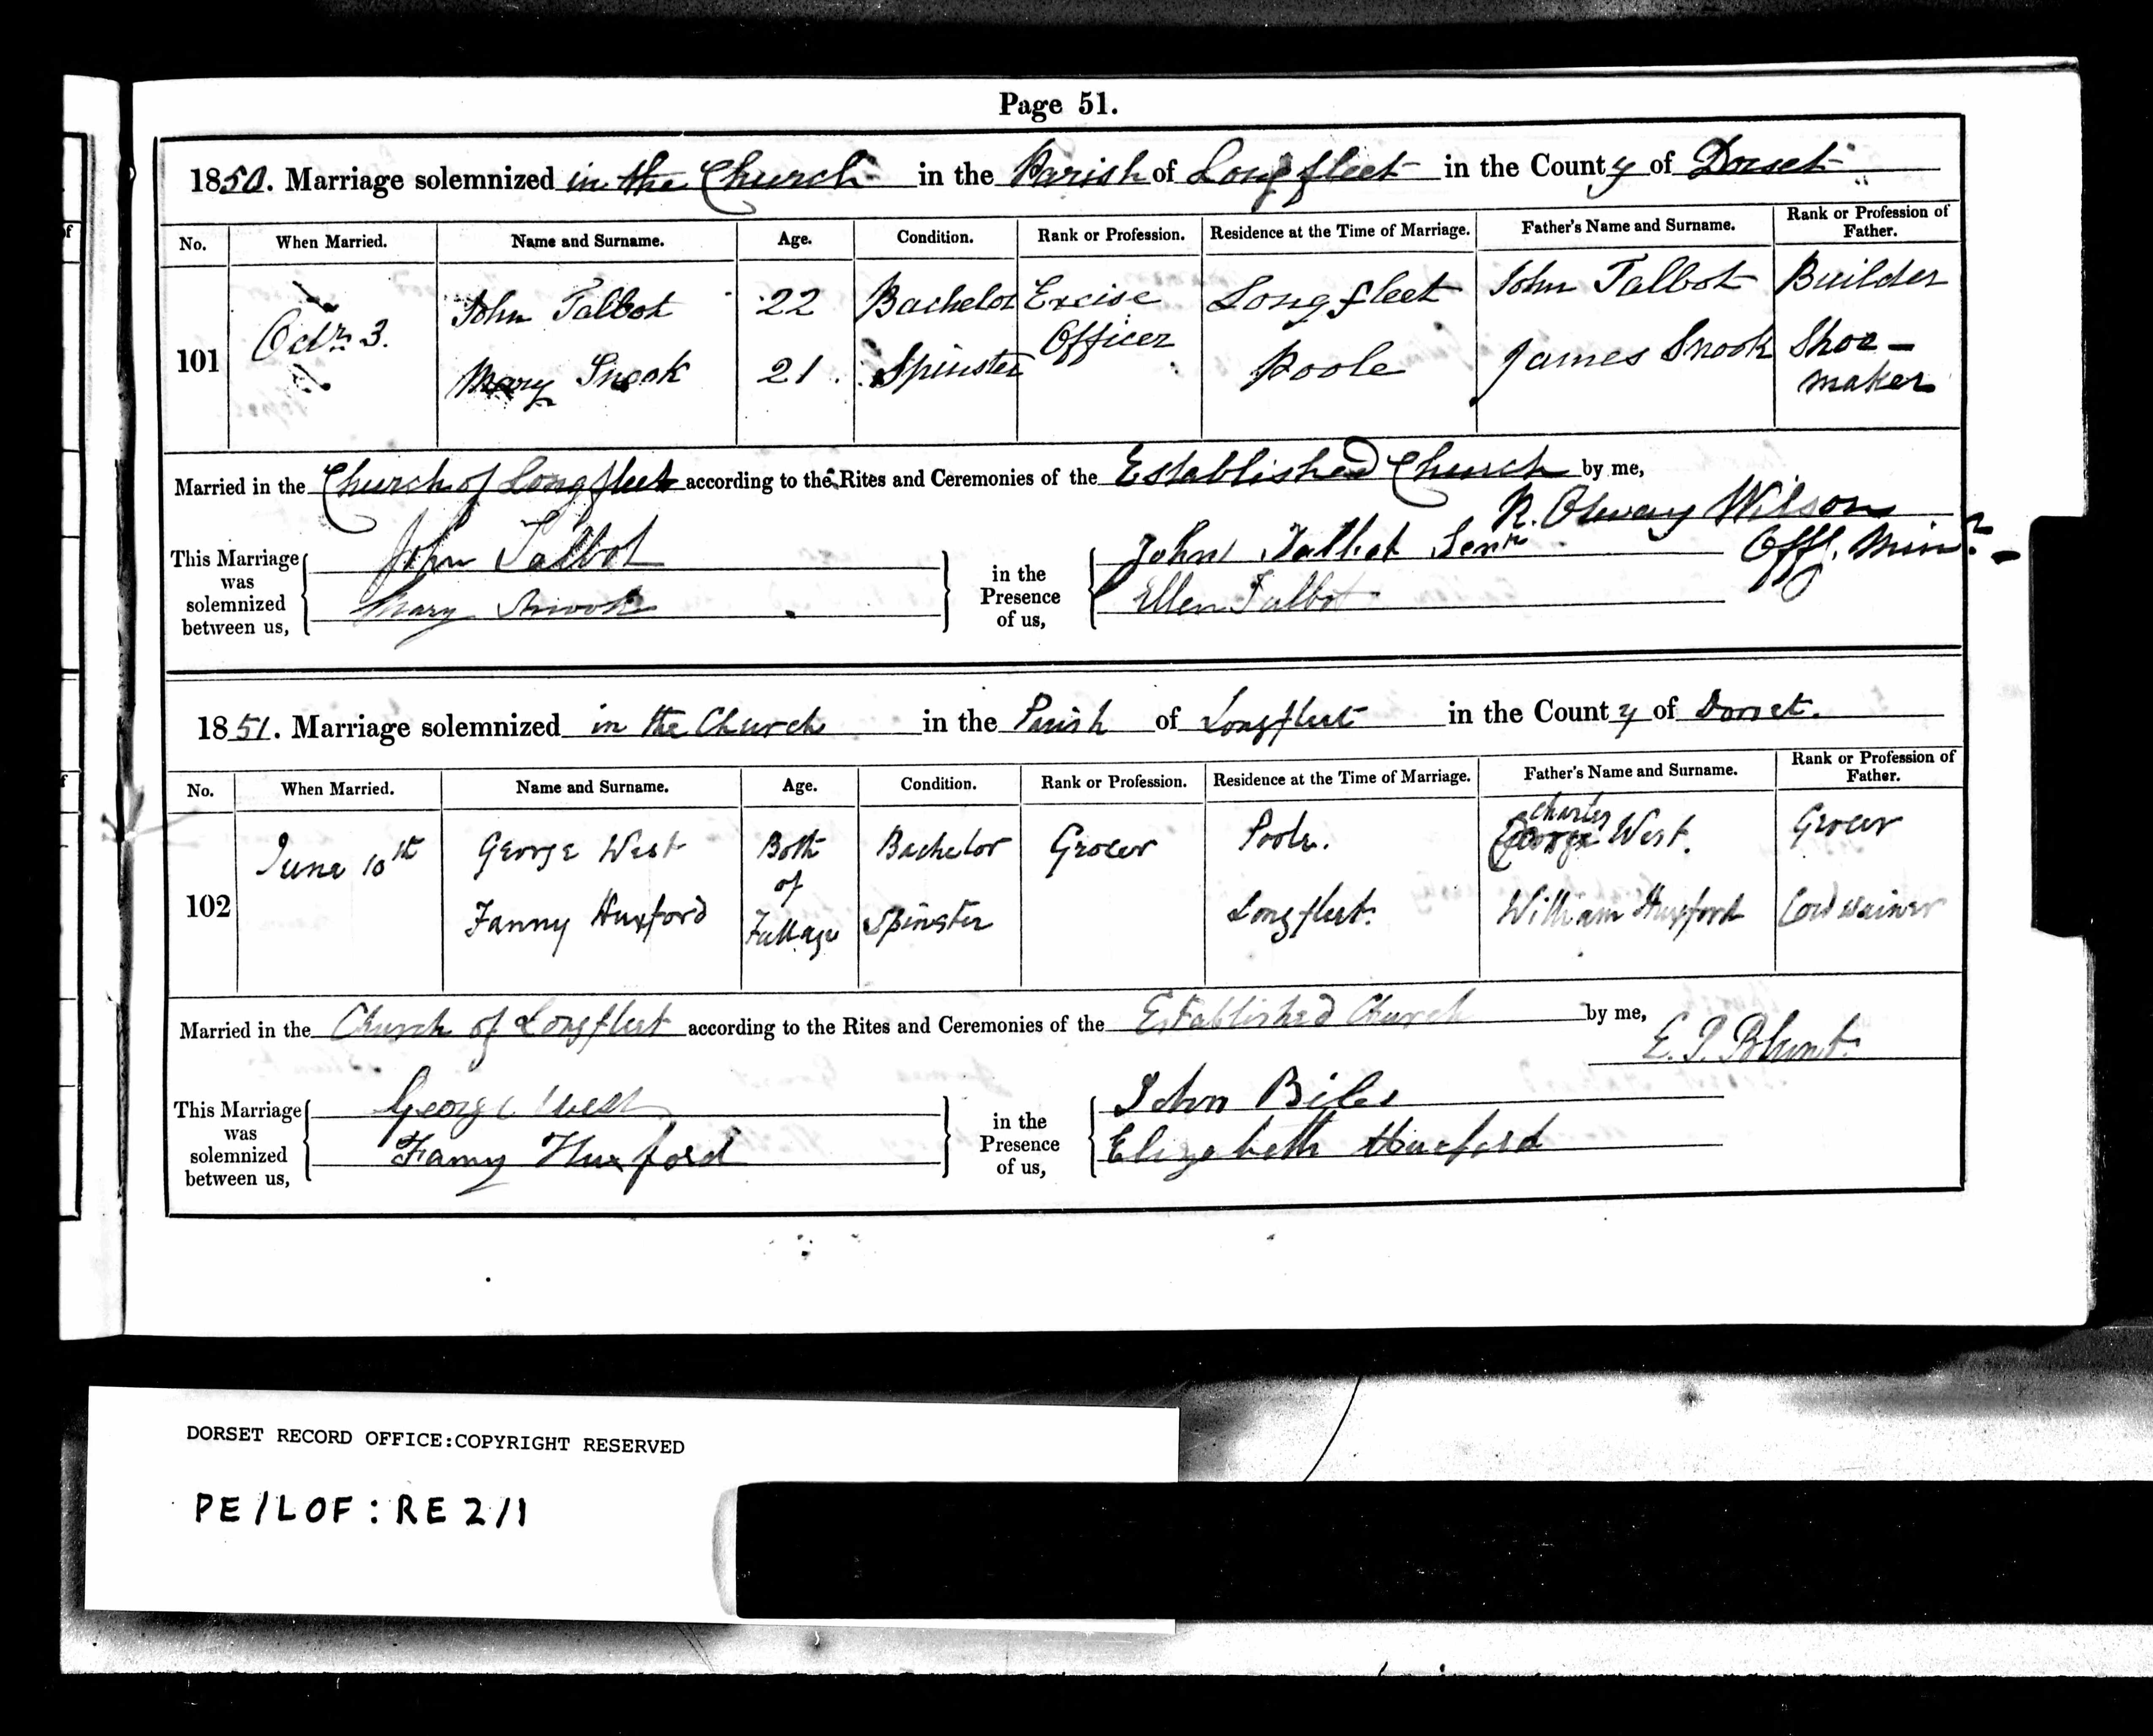 Page 51.
1850. Marriage solemnized in the Church in the Parish of Longfleet in the County of Dorset
No. When Married. Name and Surname. Age. Condition. Rank or Profession. Residence at the Time of Marriage. Father's Name and Surname. Rank or Profession of Father.
101 Octr. 3. John Talbot 22 Bachelor Excise Officer Longfleet John Talbot Builder
Mary Snook 21. Spinster Poole James Snook Shoe-maker
Married in the Church of Longfleet according to the Rites and Ceremonies of the Established Church by me,
R. Wilson
Offg. Minr.
This Marriage was solemnized between us, John Talbot in the Presence of us, John Talbot Senr.
Mary Snook Ellen Talbot
1851. Marriage solemnized in the Church in the Parish of Longfleet in the County of Dorset.
No. When Married. Name and Surname. Age. Condition. Rank or Profession. Residence at the Time of Marriage. Father's Name and Surname. Rank or Profession of Father.
102 June 10th George West Both of Full age Bachelor Grocer Poole. Charles George West. Grocer
Fanny Huxford Spinster Longfleet. William Huxford Cordwainer
Married in the Church of Longfleet according to the Rites and Ceremonies of the Established Church by me,
E. P. Blunt.
This Marriage was solemnized between us, George West in the Presence of us, John Biles
Fanny Huxford Elizabeth Huxford
DORSET RECORD OFFICE:COPYRIGHT RESERVED
PE/LOF:RE2/1